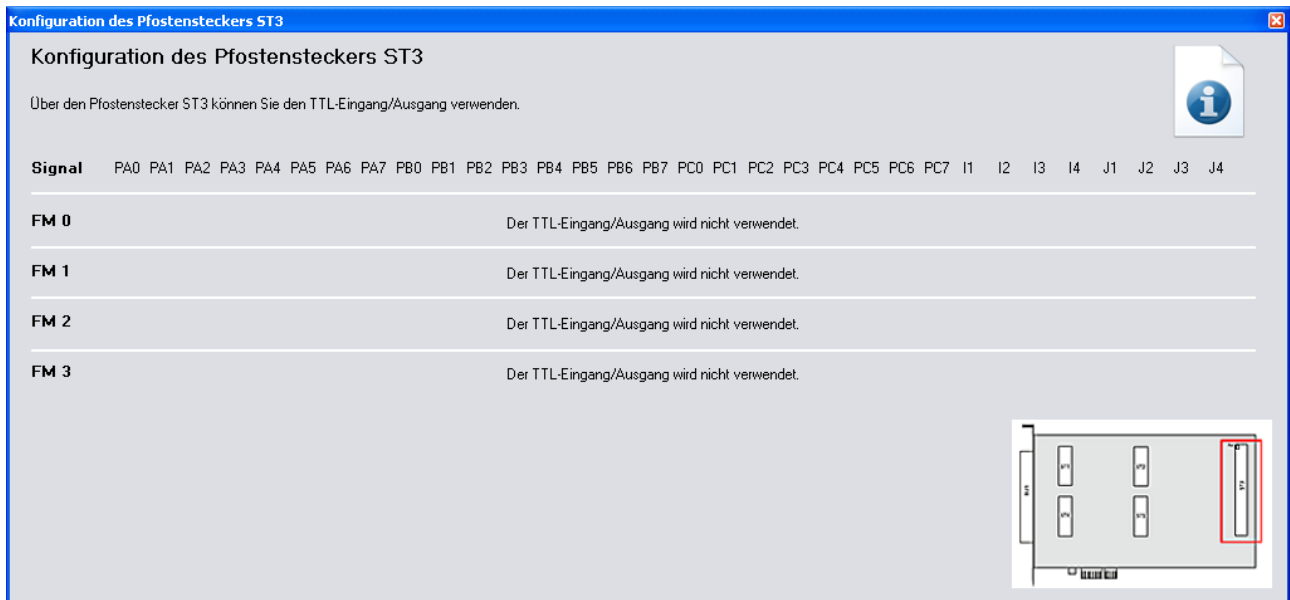 Konfiguration des Pfostensteckers ST3
Konfiguration des Pfostensteckers ST3
Über den Pfostenstecker ST3 können Sie den TTL-Eingang/Ausgang verwenden.
Signal PA0 PA1 PA2 PA3 PA4 PA5 PA6 PA7 PB0 PB1 PB2 PB3 PB4 PB5 PB6 PB7 PC0 PC1 PC2 PC3 PC4 PC5 PC6 PC7 I1 I2 I3 I4 J1 J2 J3 J4
FM 0 Der TTL-Eingang/Ausgang wird nicht verwendet.
FM 1 Der TTL-Eingang/Ausgang wird nicht verwendet.
FM 2 Der TTL-Eingang/Ausgang wird nicht verwendet.
FM 3 Der TTL-Eingang/Ausgang wird nicht verwendet.